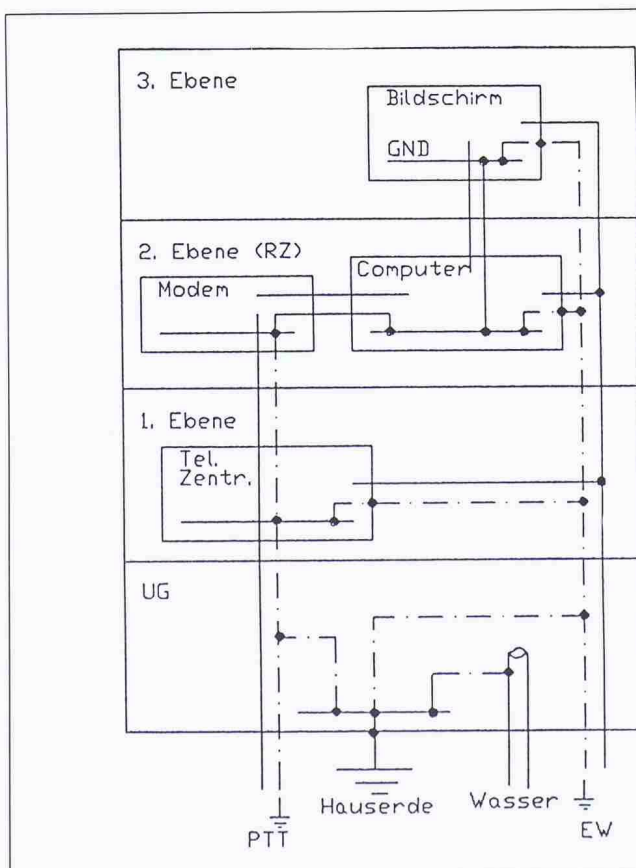 3. Ebene
Bildschirm
GND
2. Ebene (RZ)
Modem
Computer
1. Ebene
Tel.
Zentr.
UG
Hauserde
Wasser
PTT
EW